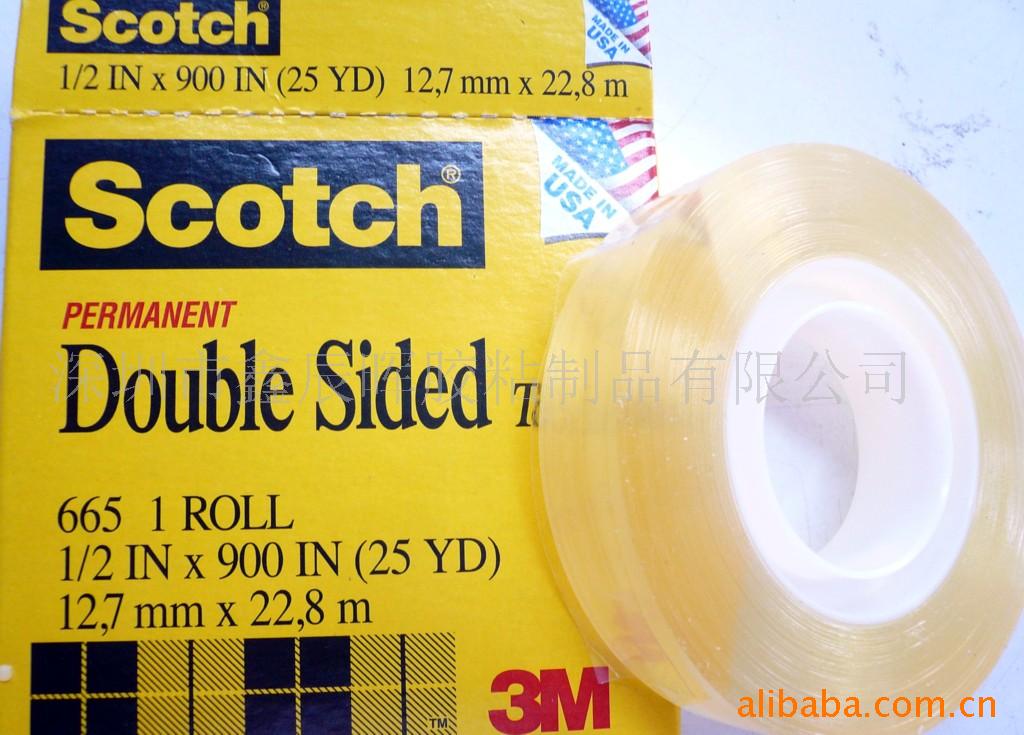 Scotch®
MADE IN
USA
1/2 IN x 900 IN (25 YD) 12,7 mm x 22,8 m
Scotch®
MADE IN
USA
PERMANENT
Double Sided
深圳市鑫辰晖胶粘制品有限公司
665 1 ROLL
1/2 IN x 900 IN (25 YD)
12,7 mm x 22,8 m
TM
3M
alibaba.com.cn